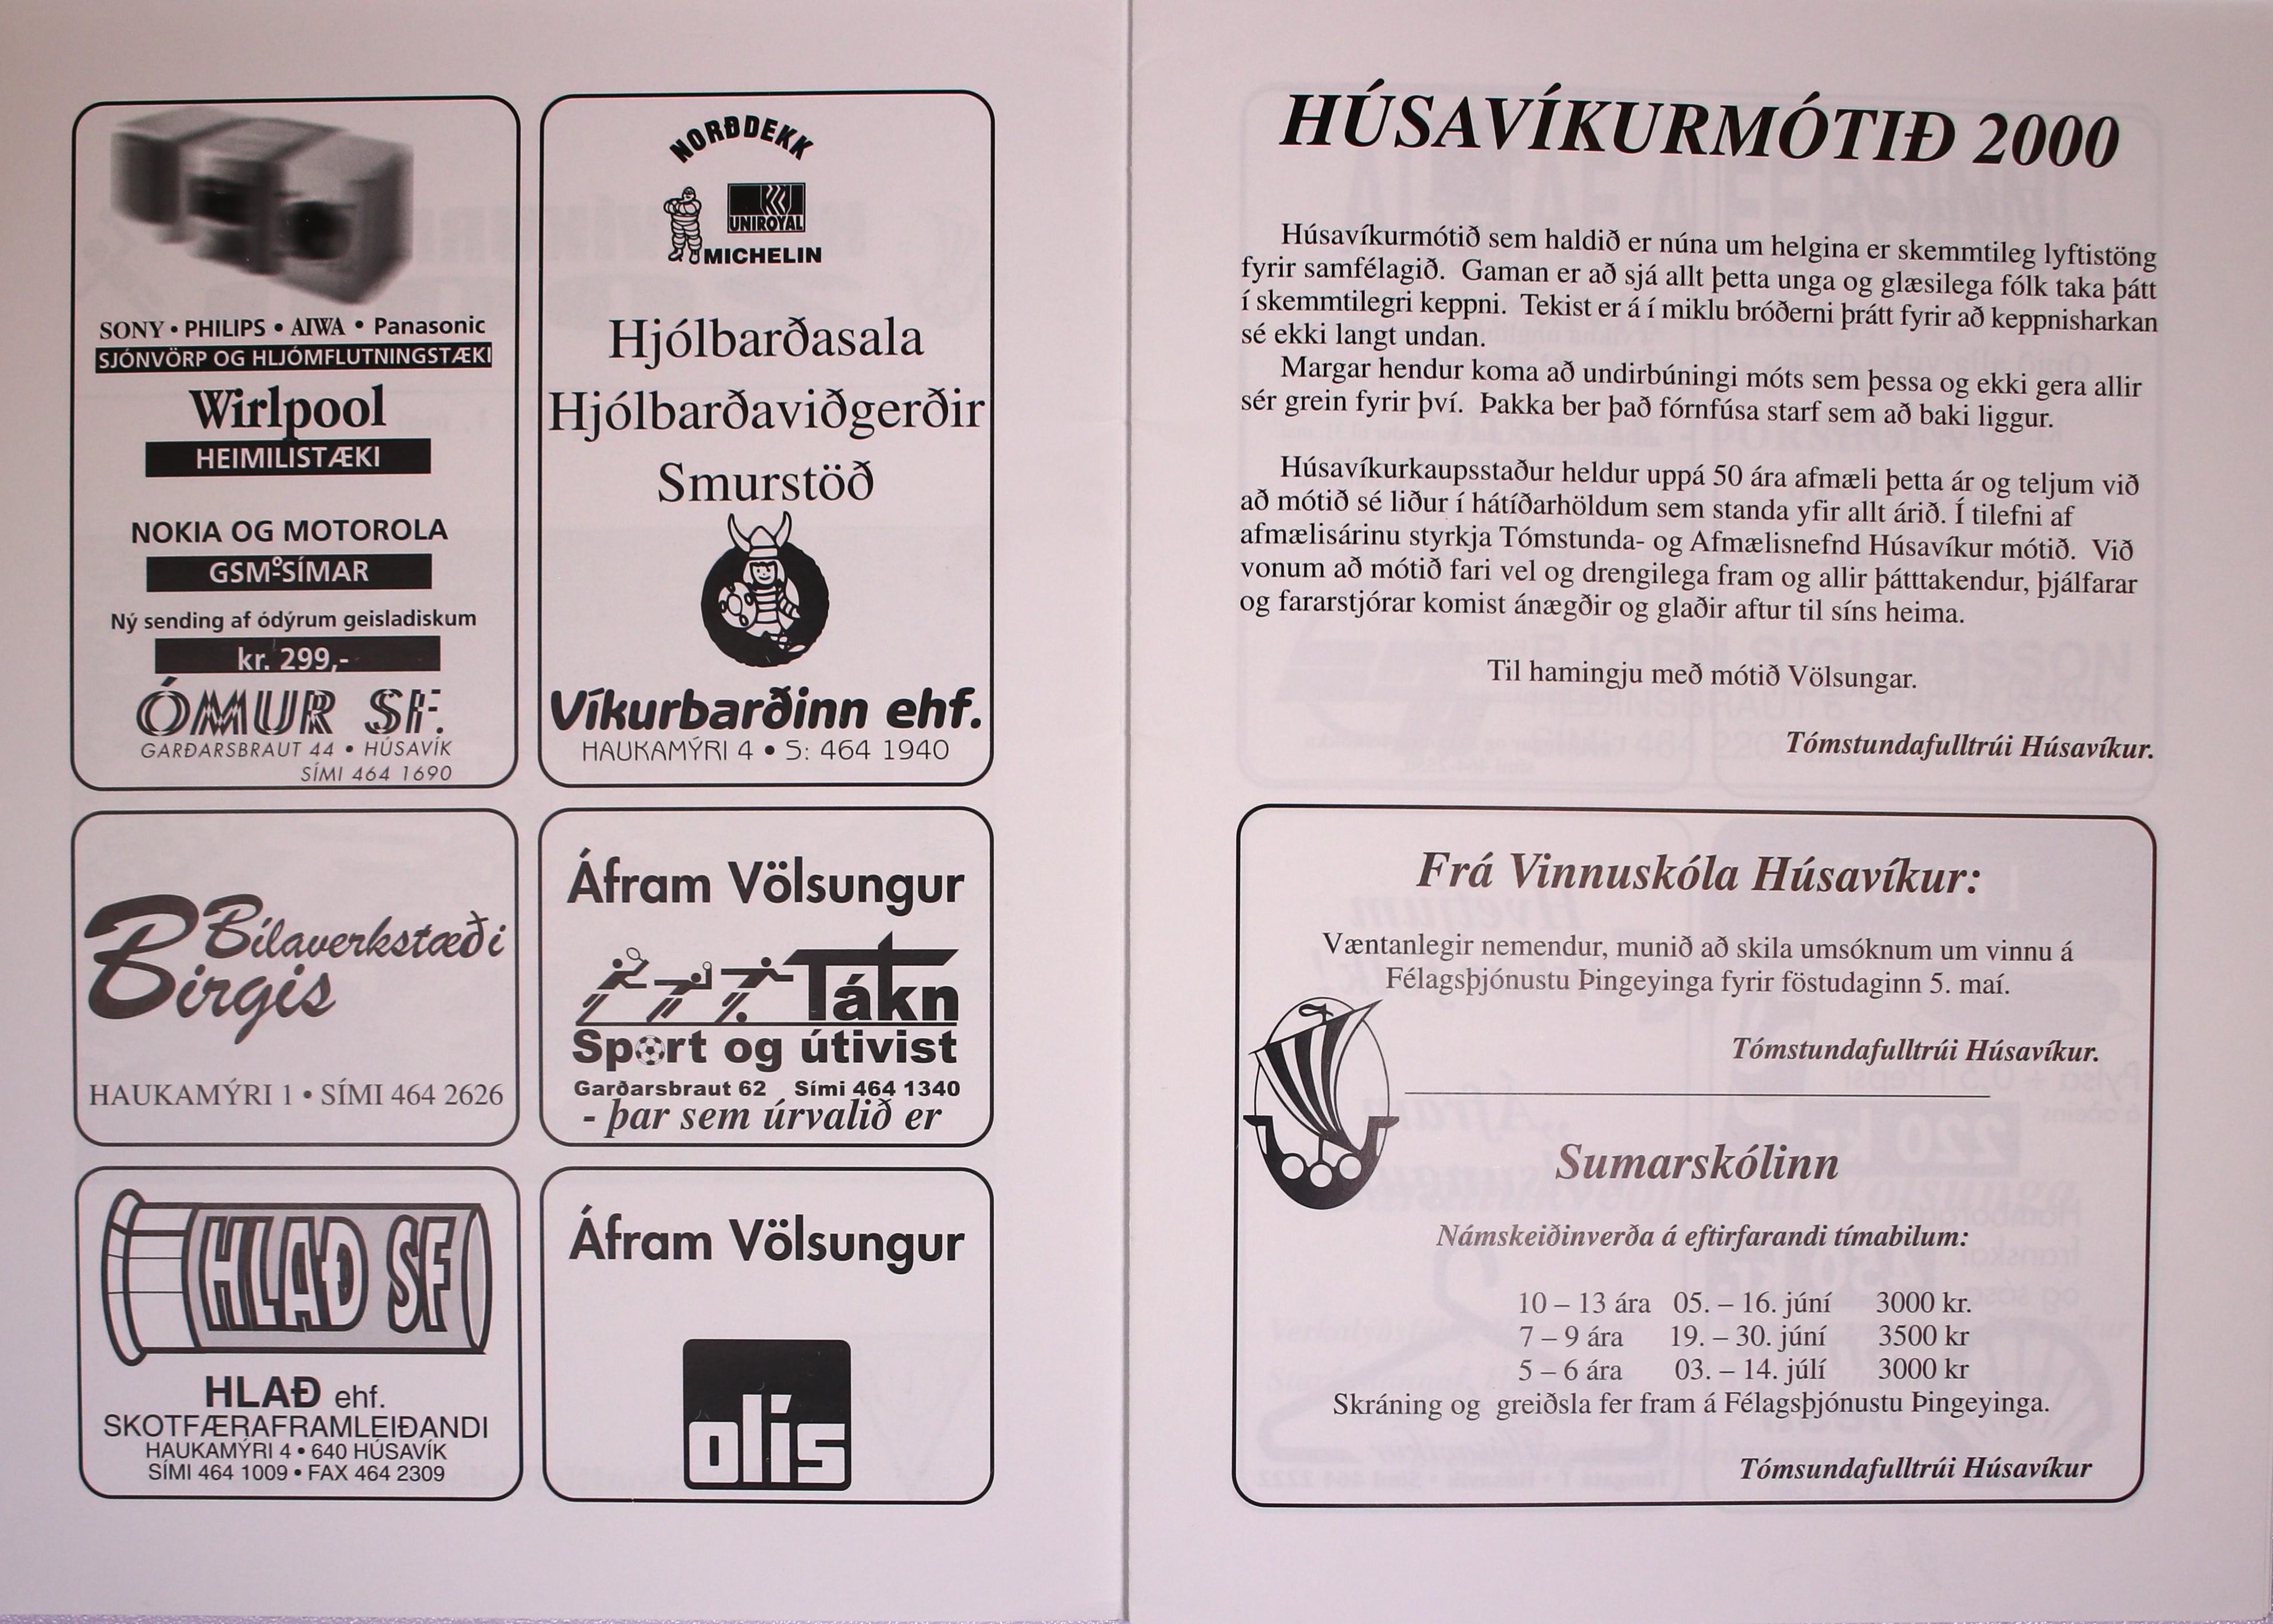 SONY • PHILIPS • AIWA • Panasonic
SJÓNVÖRP OG HLJÓMFLUTNINGSTÆKI
Wirlpool
HEIMILISTÆKI
NOKIA OG MOTOROLA
GSM-SÍMAR
Ný sending af ódýrum geisladiskum
kr. 299,-
ÓMUR SF.
GARÐARSBRAUT 44 • HÚSAVÍK
SÍMI 464 1690
NORÐDEKK
UNIROYAL
MICHELIN
Hjólbarðasala
Hjólbarðaviðgerðir
Smurstöð
Víkurbarðinn ehf.
HAUKAMÝRI 4 • S: 464 1940
Bílaverkstæði
Birgis
HAUKAMÝRI 1 • SÍMI 464 2626
Áfram Völsungur
Tákn
Sport og útivist
Garðarsbraut 62 Sími 464 1340
- þar sem úrvalið er
HLAÐ SF
HLAÐ ehf.
SKOTFÆRAFRAMLEIÐANDI
HAUKAMÝRI 4 • 640 HÚSAVÍK
SÍMI 464 1009 • FAX 464 2309
Áfram Völsungur
olís
HÚSAVÍKURMÓTIÐ 2000
Húsavíkurmótið sem haldið er núna um helgina er skemmtileg lyftistöng
fyrir samfélagið. Gaman er að sjá allt þetta unga og glæsilega fólk taka þátt
í skemmtilegri keppni. Tekist er á í miklu bróðerni þrátt fyrir að keppnisharkan
sé ekki langt undan.
Margar hendur koma að undirbúningi móts sem þessa og ekki gera allir
sér grein fyrir því. Þakka ber það fórnfúsa starf sem að baki liggur.
Húsavíkurkaupsstaður heldur uppá 50 ára afmæli þetta ár og teljum við
að mótið sé liður í hátíðarhöldum sem standa yfir allt árið. Í tilefni af
afmælisárinu styrkja Tómstunda- og Afmælisnefnd Húsavíkur mótið. Við
vonum að mótið fari vel og drengilega fram og allir þátttakendur, þjálfarar
og fararstjórar komist ánægðir og glaðir aftur til síns heima.
Til hamingju með mótið Völsungar.
Tómstundafulltrúi Húsavíkur.
Frá Vinnuskóla Húsavíkur:
Væntanlegir nemendur, munið að skila umsóknum um vinnu á
Félagsþjónustu Þingeyinga fyrir föstudaginn 5. maí.
Tómstundafulltrúi Húsavíkur.
Sumarskólinn
Námskeiðinverða á eftirfarandi tímabilum:
10 – 13 ára 05. – 16. júní 3000 kr.
7 – 9 ára 19. – 30. júní 3500 kr
5 – 6 ára 03. – 14. júlí 3000 kr
Skráning og greiðsla fer fram á Félagsþjónustu Þingeyinga.
Tómsundafulltrúi Húsavíkur